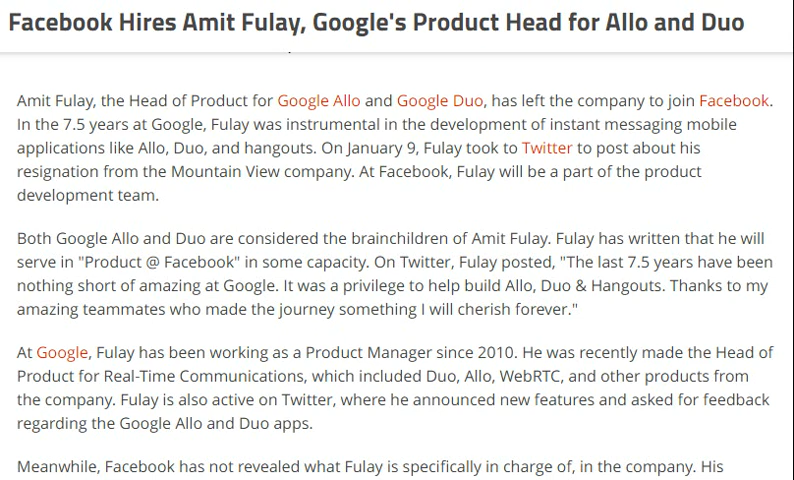 Facebook Hires Amit Fulay, Google's Product Head for Allo and Duo
Amit Fulay, the Head of Product for Google Allo and Google Duo, has left the company to join Facebook.
In the 7.5 years at Google, Fulay was instrumental in the development of instant messaging mobile
applications like Allo, Duo, and hangouts. On January 9, Fulay took to Twitter to post about his
resignation from the Mountain View company. At Facebook, Fulay will be a part of the product
development team.
Both Google Allo and Duo are considered the brainchildren of Amit Fulay. Fulay has written that he will
serve in "Product @ Facebook" in some capacity. On Twitter, Fulay posted, "The last 7.5 years have been
nothing short of amazing at Google. It was a privilege to help build Allo, Duo & Hangouts. Thanks to my
amazing teammates who made the journey something I will cherish forever."
At Google, Fulay has been working as a Product Manager since 2010. He was recently made the Head of
Product for Real-Time Communications, which included Duo, Allo, WebRTC, and other products from
the company. Fulay is also active on Twitter, where he announced new features and asked for feedback
regarding the Google Allo and Duo apps.
Meanwhile, Facebook has not revealed what Fulay is specifically in charge of, in the company. His